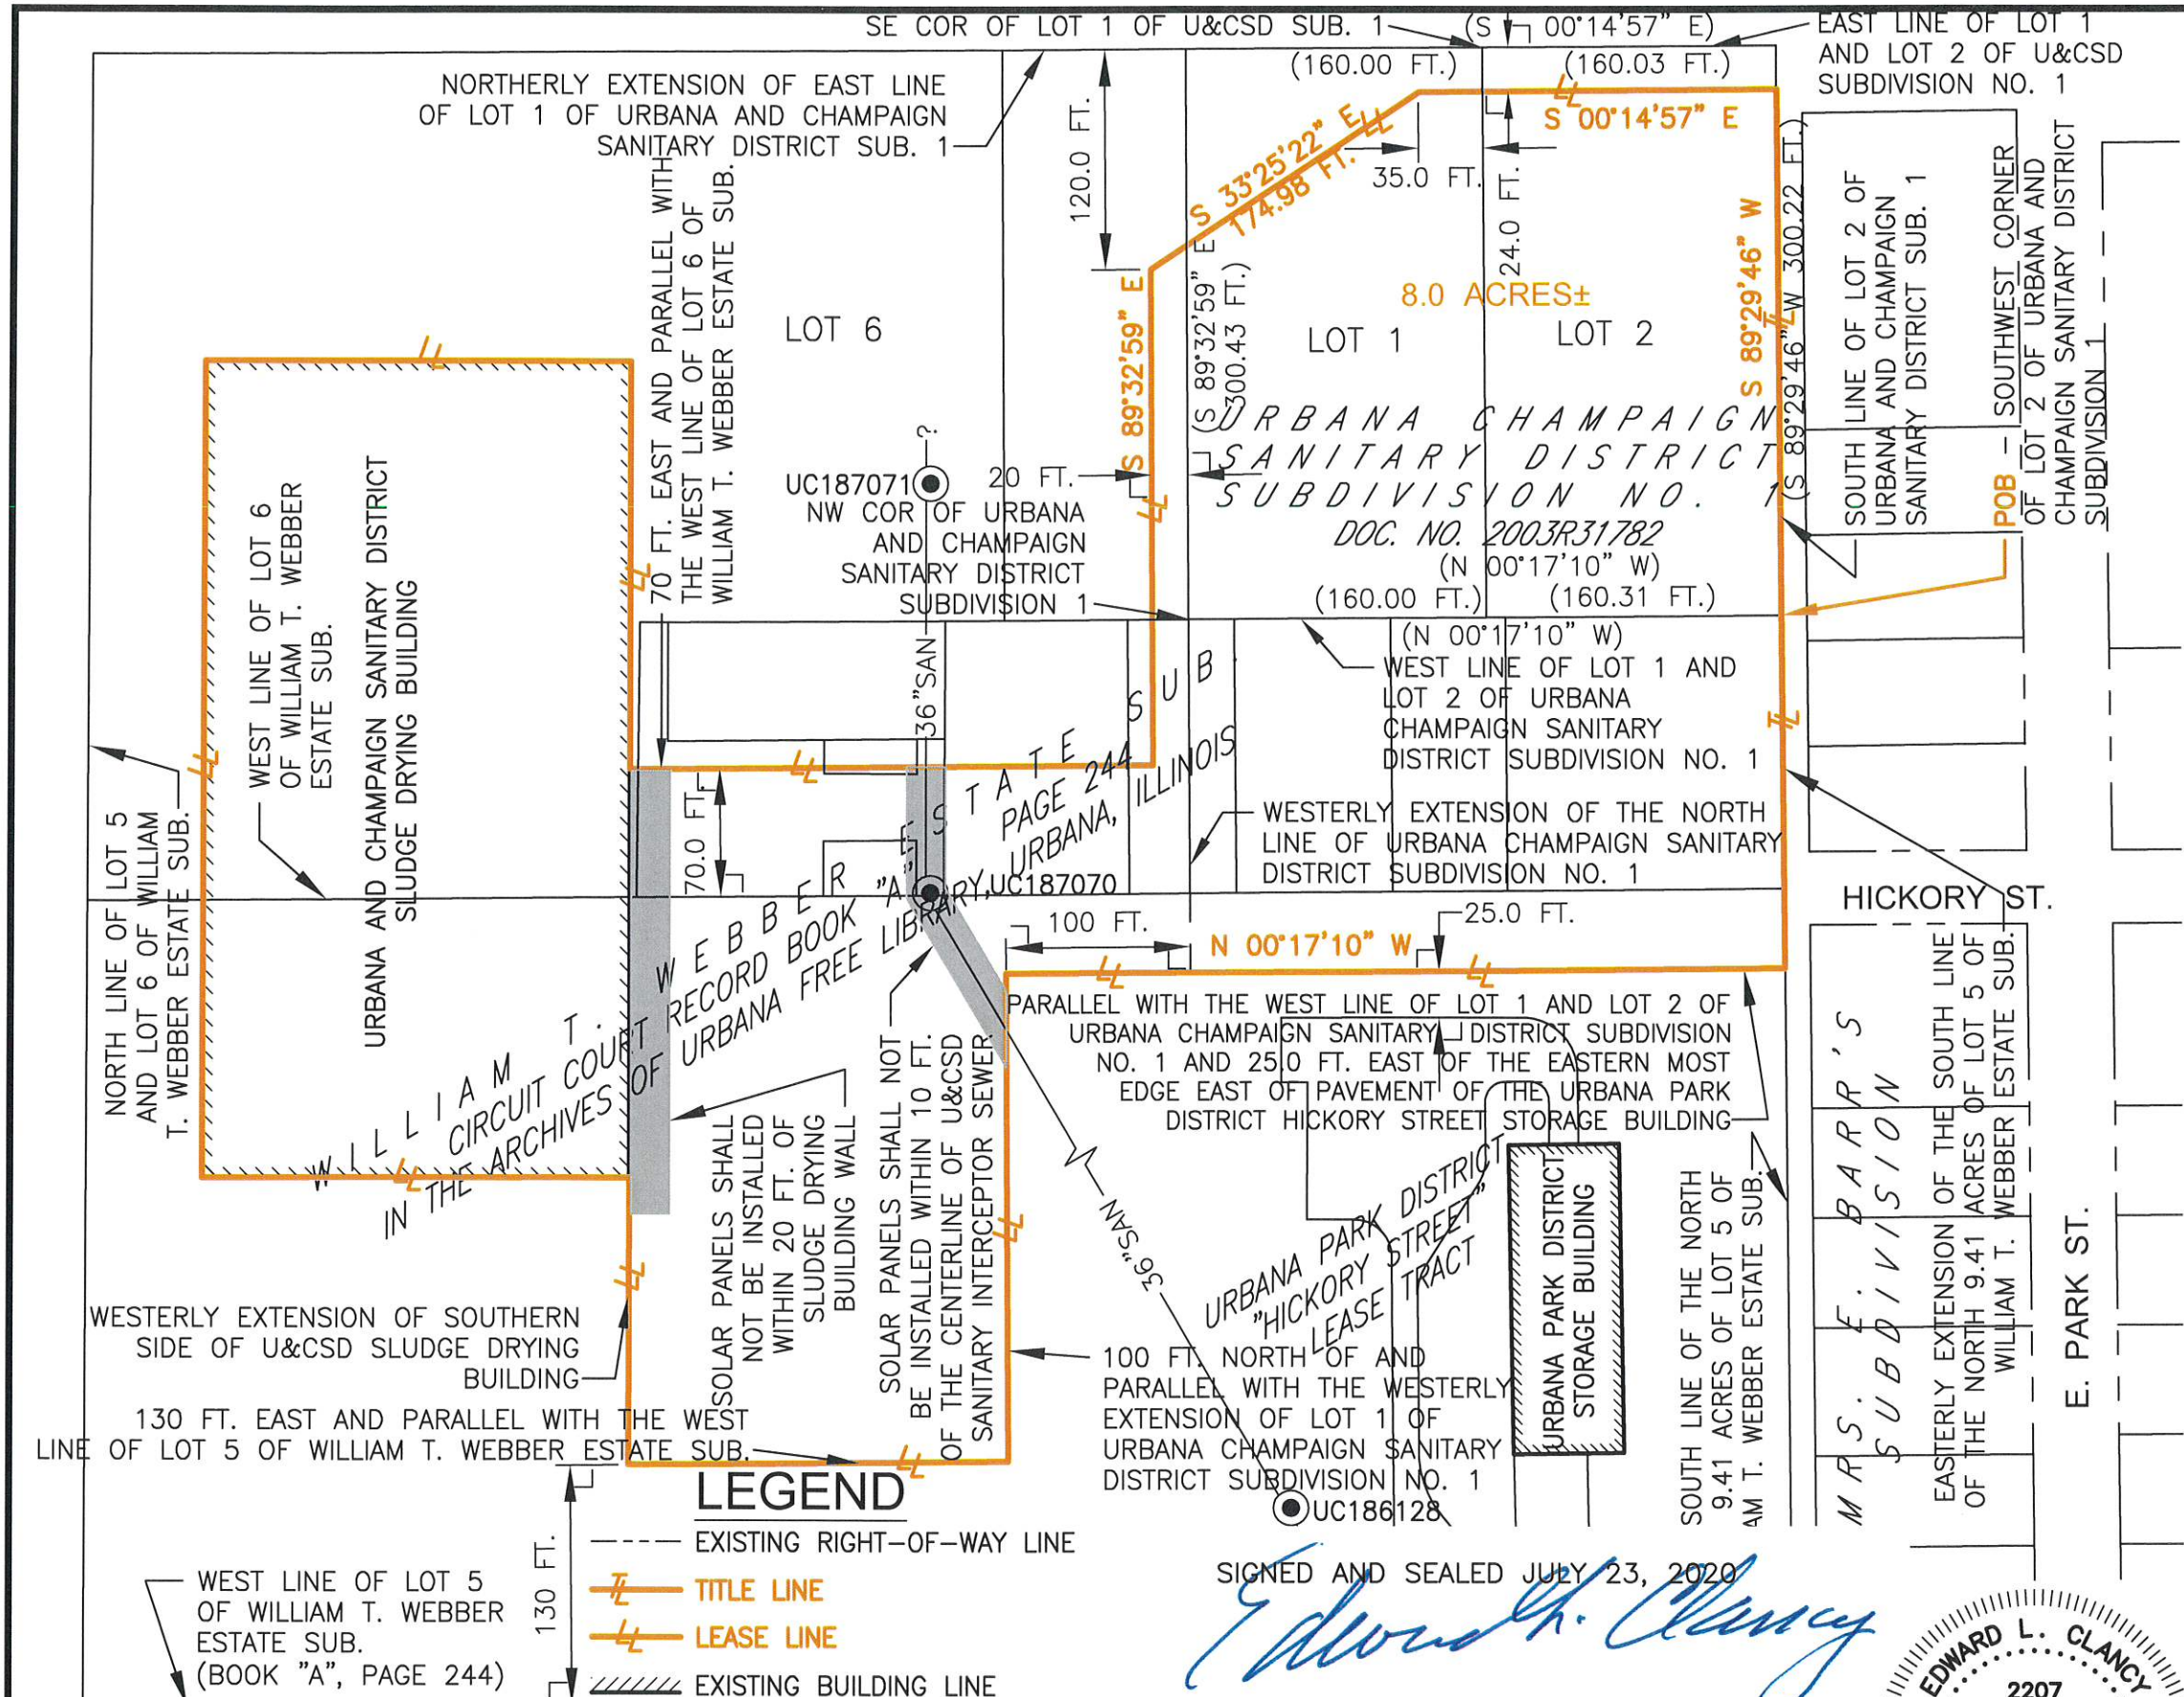 SE COR OF LOT 1 OF U&CSD SUB. 1
(S 00°14'57" E)
EAST LINE OF LOT 1
AND LOT 2 OF U&CSD
SUBDIVISION NO. 1
(160.00 FT.)
(160.03 FT.)
NORTHERLY EXTENSION OF EAST LINE
OF LOT 1 OF URBANA AND CHAMPAIGN
SANITARY DISTRICT SUB. 1
120.0 FT.
S 33°25'22" E
174.98 FT.
LL
LL
S 00°14'57" E
35.0 FT.
24.0 FT.
S 89°29'46" W
TL
(S 89°29'46" W 300.22 FT.)
SOUTH LINE OF LOT 2 OF
URBANA AND CHAMPAIGN
SANITARY DISTRICT SUB. 1
POB - SOUTHWEST CORNER
OF LOT 2 OF URBANA AND
CHAMPAIGN SANITARY DISTRICT
SUBDIVISION 1
70 FT. EAST AND PARALLEL WITH
THE WEST LINE OF LOT 6 OF
WILLIAM T. WEBBER ESTATE SUB.
LOT 6
S 89°32'59" E
(S 89°32'59" E
300.43 FT.)
8.0 ACRES±
LOT 1
LOT 2
URBANA CHAMPAIGN
SANITARY DISTRICT
SUBDIVISION NO. 1
DOC. NO. 2003R31782
(N 00°17'10" W)
(160.00 FT.)
(160.31 FT.)
LL
WEST LINE OF LOT 6
OF WILLIAM T. WEBBER
ESTATE SUB.
URBANA AND CHAMPAIGN SANITARY DISTRICT
SLUDGE DRYING BUILDING
?
UC187071
20 FT.
LL
NW COR OF URBANA
AND CHAMPAIGN
SANITARY DISTRICT
SUBDIVISION 1
LL
36"SAN
(N 00°17'10" W)
WEST LINE OF LOT 1 AND
LOT 2 OF URBANA
CHAMPAIGN SANITARY
DISTRICT SUBDIVISION NO. 1
TL
NORTH LINE OF LOT 5
AND LOT 6 OF WILLIAM
T. WEBBER ESTATE SUB.
LL
LL
70.0 FT.
WESTERLY EXTENSION OF THE NORTH
LINE OF URBANA CHAMPAIGN SANITARY
DISTRICT SUBDIVISION NO. 1
WILLIAM T. WEBBER ESTATE SUB
CIRCUIT COURT RECORD BOOK "A", PAGE 244
IN THE ARCHIVES OF URBANA FREE LIBRARY, URBANA, ILLINOIS
UC187070
100 FT.
N 00°17'10" W
25.0 FT.
HICKORY ST.
LL
LL
PARALLEL WITH THE WEST LINE OF LOT 1 AND LOT 2 OF
URBANA CHAMPAIGN SANITARY DISTRICT SUBDIVISION
NO. 1 AND 25.0 FT. EAST OF THE EASTERN MOST
EDGE EAST OF PAVEMENT OF THE URBANA PARK
DISTRICT HICKORY STREET STORAGE BUILDING
SOLAR PANELS SHALL
NOT BE INSTALLED
WITHIN 20 FT. OF
SLUDGE DRYING
BUILDING WALL
SOLAR PANELS SHALL NOT
BE INSTALLED WITHIN 10 FT.
OF THE CENTERLINE OF U&CSD
SANITARY INTERCEPTOR SEWER
LL
LL
LL
36"SAN
URBANA PARK DISTRICT
"HICKORY STREET"
LEASE TRACT
URBANA PARK DISTRICT
STORAGE BUILDING
SOUTH LINE OF THE NORTH
9.41 ACRES OF LOT 5 OF
AM T. WEBBER ESTATE SUB.
MRS. E. BARR'S
SUBDIVISION
EASTERLY EXTENSION OF THE SOUTH LINE
OF THE NORTH 9.41 ACRES OF LOT 5 OF
WILLIAM T. WEBBER ESTATE SUB.
E. PARK ST.
WESTERLY EXTENSION OF SOUTHERN
SIDE OF U&CSD SLUDGE DRYING
BUILDING
130 FT. EAST AND PARALLEL WITH THE WEST
LINE OF LOT 5 OF WILLIAM T. WEBBER ESTATE SUB.
LL
100 FT. NORTH OF AND
PARALLEL WITH THE WESTERLY
EXTENSION OF LOT 1 OF
URBANA CHAMPAIGN SANITARY
DISTRICT SUBDIVISION NO. 1
UC186128
130 FT.
WEST LINE OF LOT 5
OF WILLIAM T. WEBBER
ESTATE SUB.
(BOOK "A", PAGE 244)
LEGEND
EXISTING RIGHT-OF-WAY LINE
TL TITLE LINE
LL LEASE LINE
EXISTING BUILDING LINE
SIGNED AND SEALED JULY 23, 2020
Edward L. Clancy
EDWARD L. CLANCY
2207